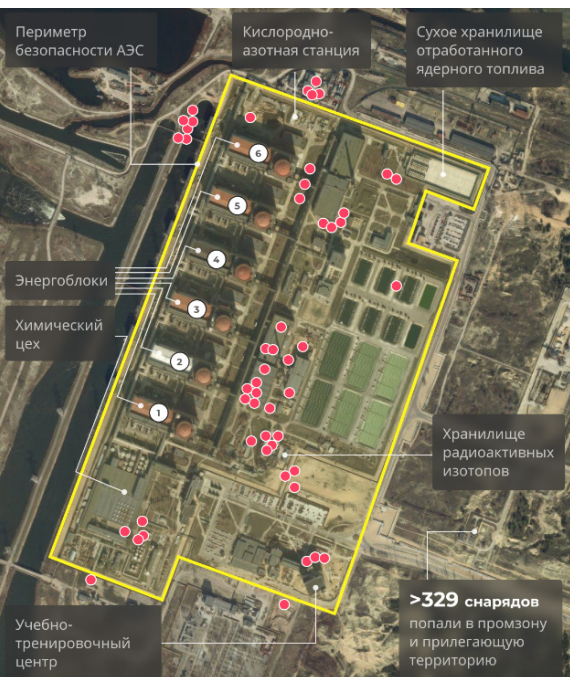 Периметр
безопасности АЭС
Кислородно-
азотная станция
Сухое хранилище
отработанного
ядерного топлива
6
5
4
Энергоблоки
3
Химический
цех
2
1
Хранилище
радиоактивных
изотопов
>329 снарядов
попали в промзону
и прилегающую
территорию
Учебно-
тренировочный
центр